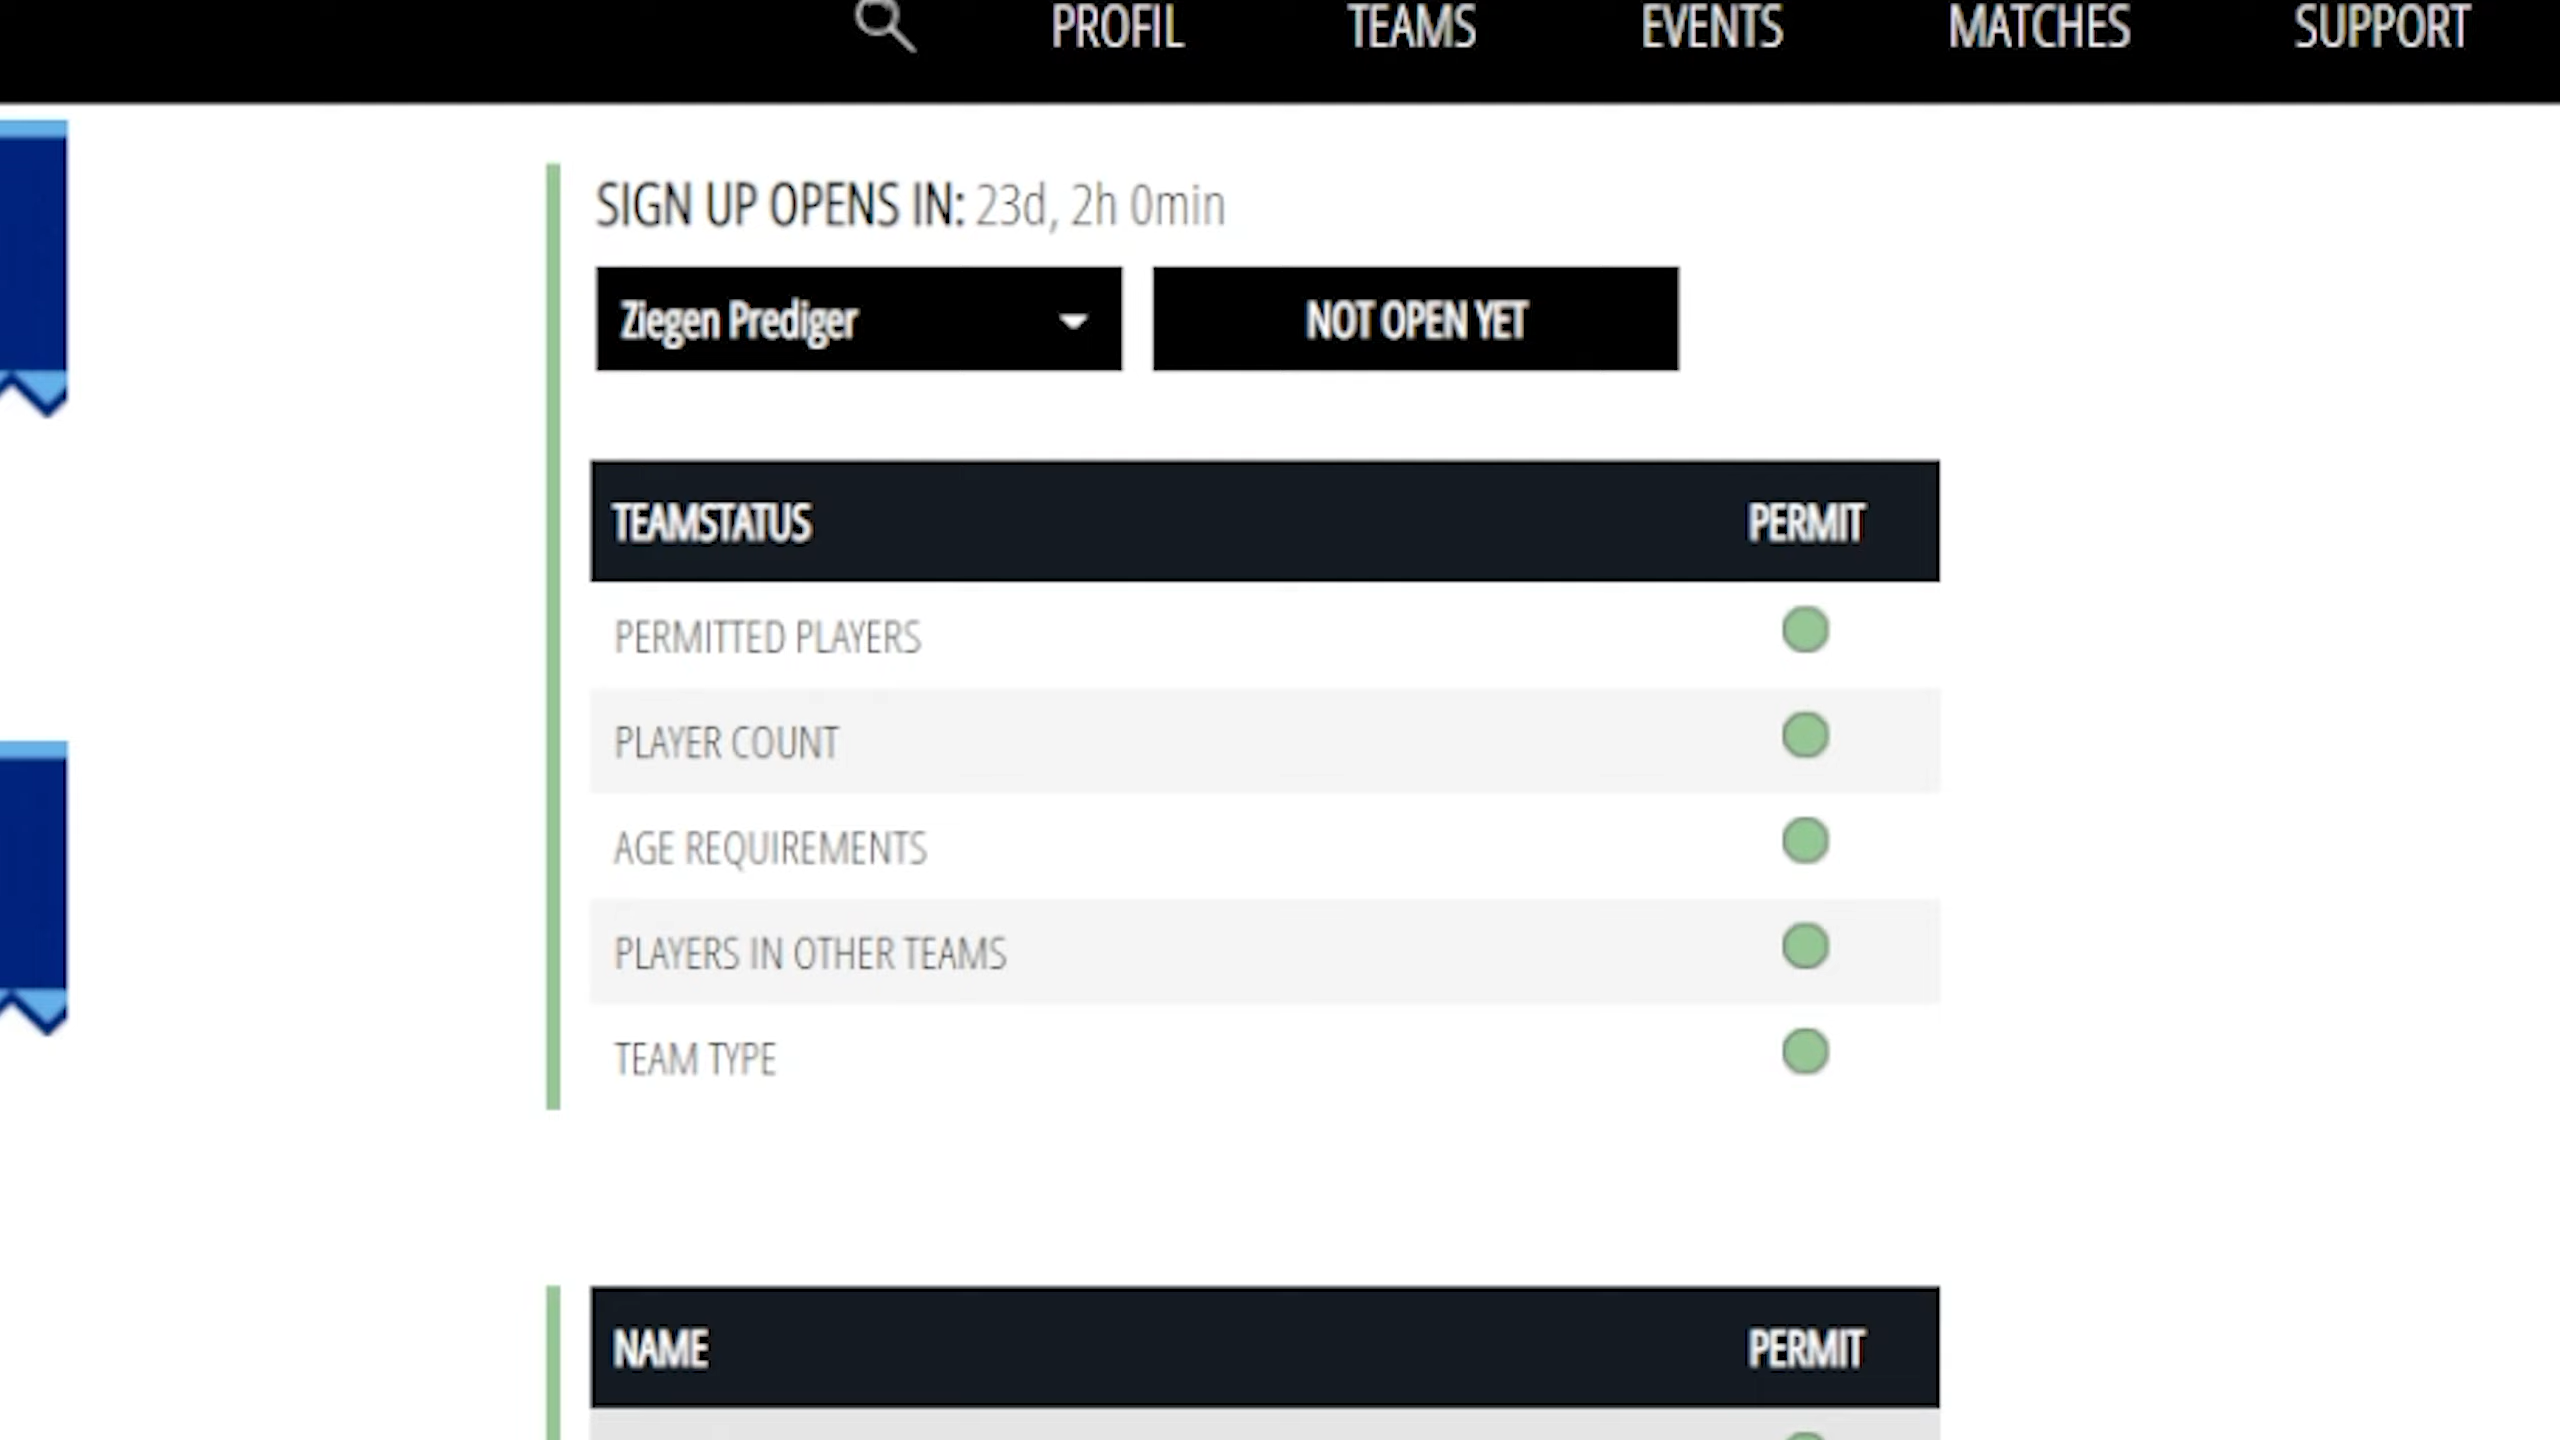 PROFIL TEAMS EVENTS MATCHES SUPPORT
SIGN UP OPENS IN: 23d, 2h 0min
Ziegen Prediger NOT OPEN YET
TEAMSTATUS PERMIT
PERMITTED PLAYERS
PLAYER COUNT
AGE REQUIREMENTS
PLAYERS IN OTHER TEAMS
TEAM TYPE
NAME PERMIT